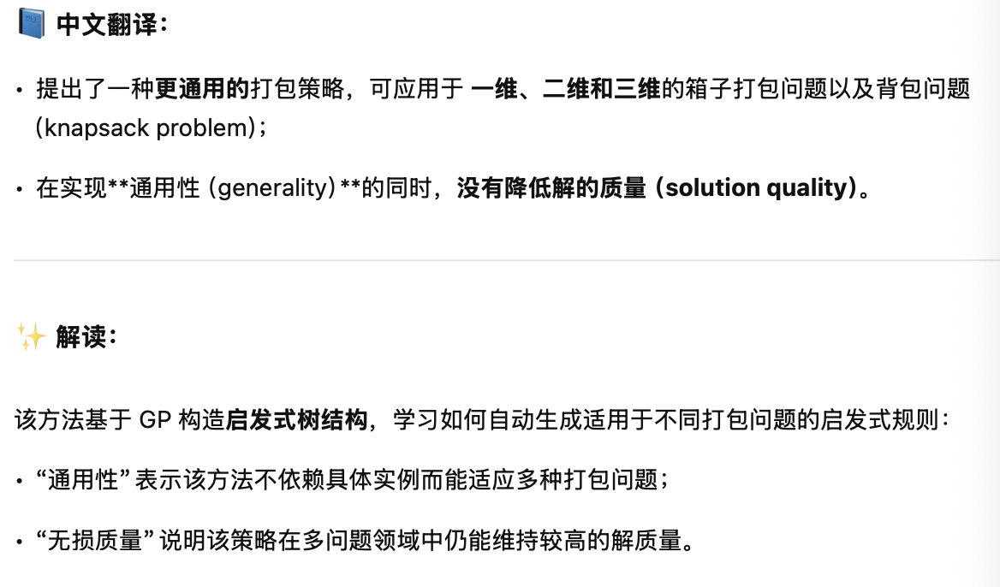 中文翻译：
• 提出了一种更通用的打包策略，可应用于 一维、二维和三维的箱子打包问题以及背包问题
（knapsack problem）；
• 在实现**通用性（generality）**的同时，没有降低解的质量（solution quality）。
解读：
该方法基于 GP 构造启发式树结构，学习如何自动生成适用于不同打包问题的启发式规则：
• “通用性” 表示该方法不依赖具体实例而能适应多种打包问题；
• “无损质量” 说明该策略在多问题领域中仍能维持较高的解质量。